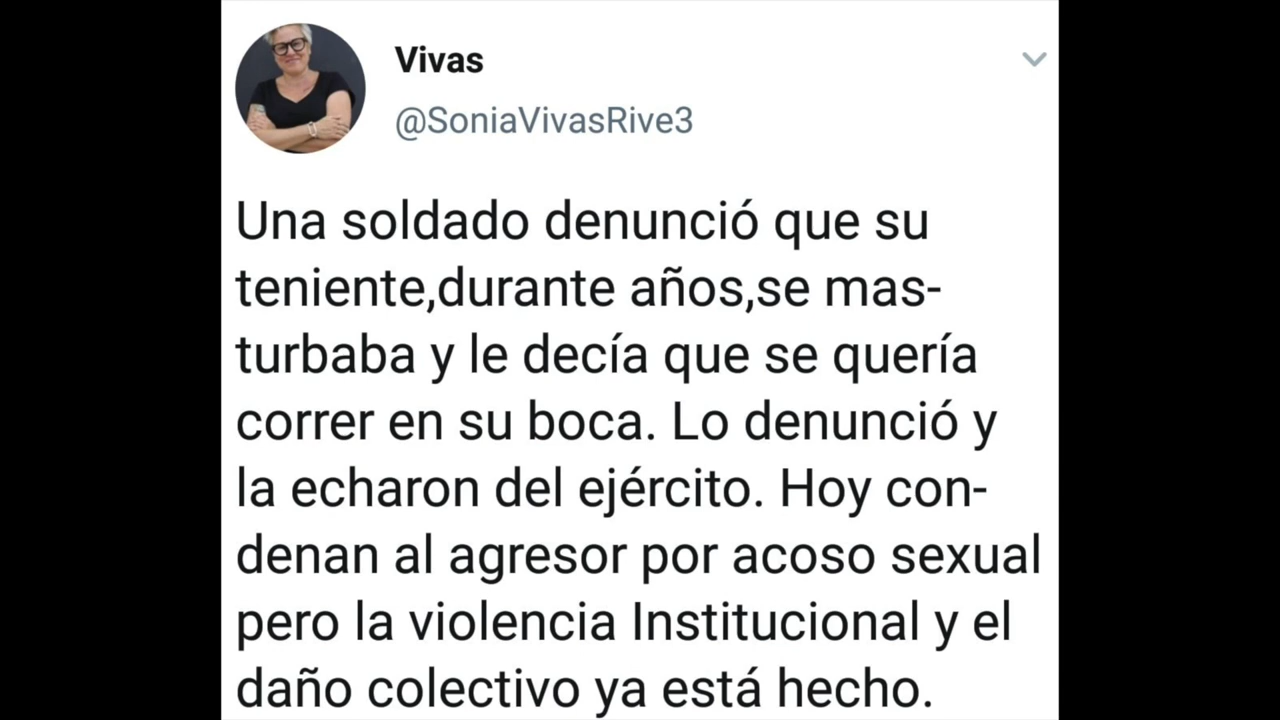 Vivas
@SoniaVivasRive3
Una soldado denunció que su
teniente,durante años,se mas-
turbaba y le decía que se quería
correr en su boca. Lo denunció y
la echaron del ejército. Hoy con-
denan al agresor por acoso sexual
pero la violencia Institucional y el
daño colectivo ya está hecho.